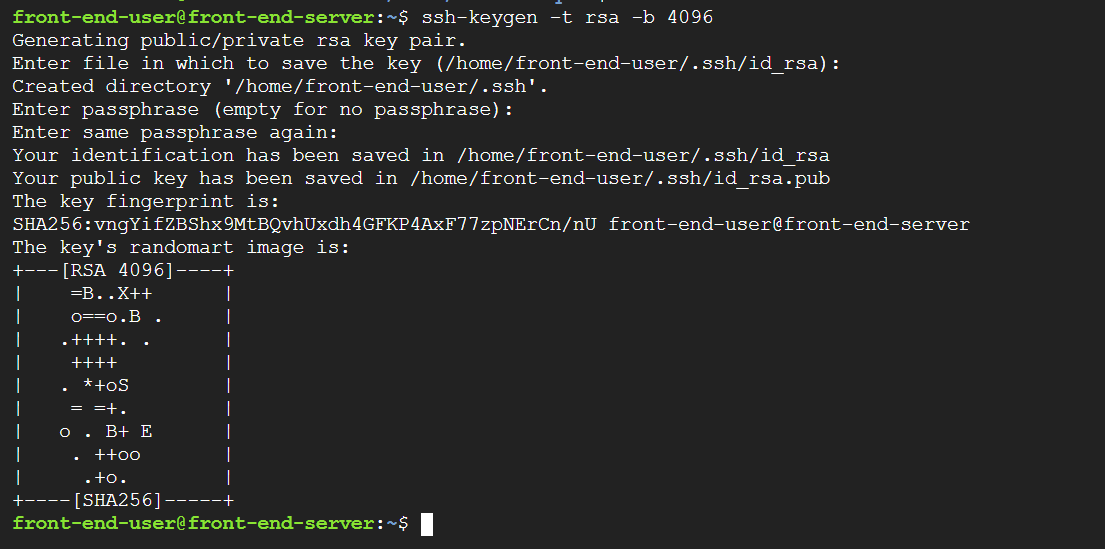 front-end-user@front-end-server:~$ ssh-keygen -t rsa -b 4096
Generating public/private rsa key pair.
Enter file in which to save the key (/home/front-end-user/.ssh/id_rsa):
Created directory '/home/front-end-user/.ssh'.
Enter passphrase (empty for no passphrase):
Enter same passphrase again:
Your identification has been saved in /home/front-end-user/.ssh/id_rsa
Your public key has been saved in /home/front-end-user/.ssh/id_rsa.pub
The key fingerprint is:
SHA256:vngYifZBShx9MtBQvhUxdh4GFKP4AxF77zpNErCn/nU front-end-user@front-end-server
The key's randomart image is:
+---[RSA 4096]----+
|    =B..X++      |
|    o==o.B .     |
|   .++++. .      |
|    ++++         |
|   . *+oS        |
|    = =+.        |
|   o . B+ E      |
|    . ++oo       |
|     .+o.        |
+----[SHA256]-----+
front-end-user@front-end-server:~$